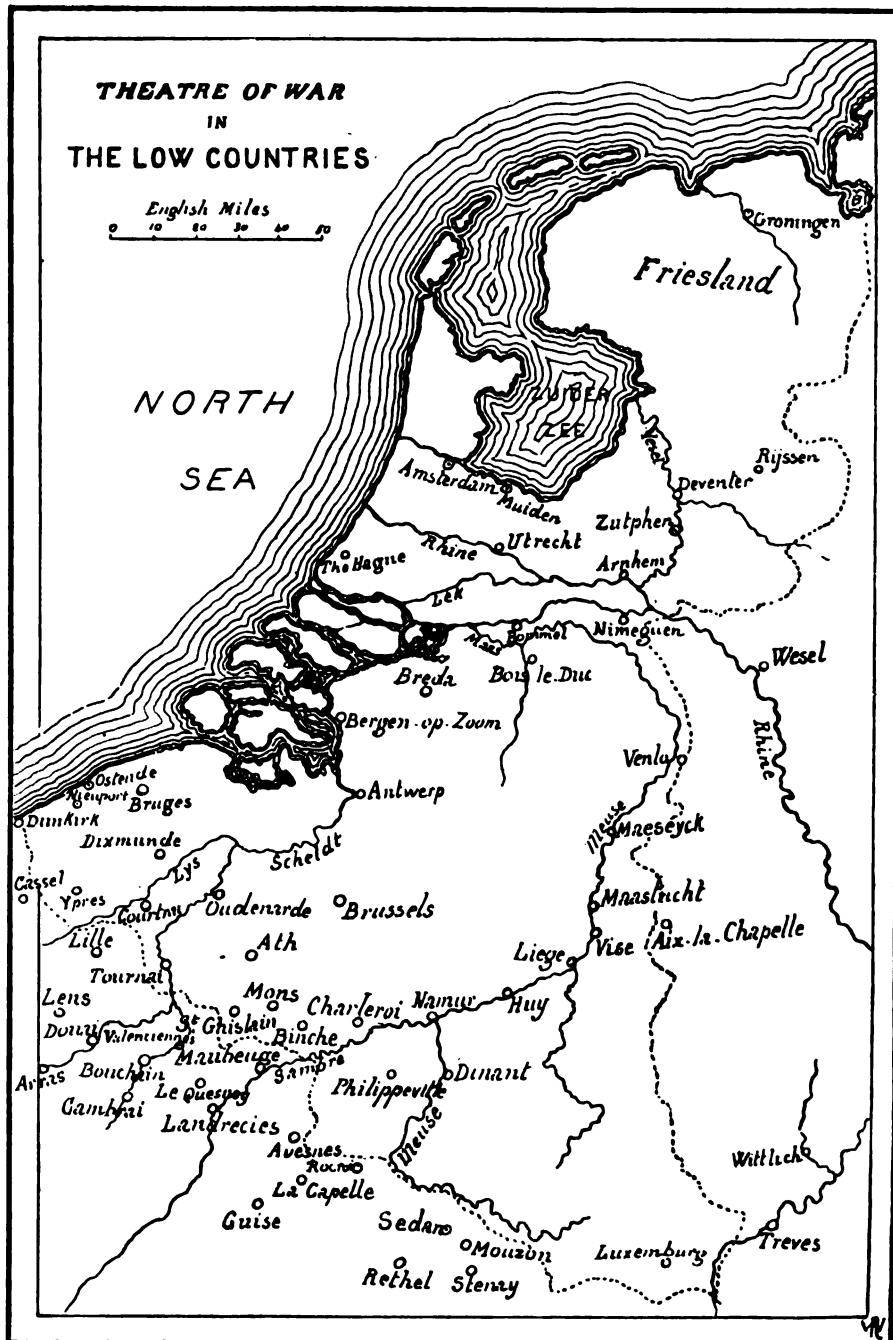 THEATRE OF WAR
IN
THE LOW COUNTRIES
English Miles
0 10 20 30 40 50
Groningen
Friesland
NORTH
SEA
ZUIDER
ZEE
Yssel
Rijssen
Amsterdam
Muiden
Deventer
Zutphen
Rhine
Utrecht
The Hague
Arnhem
Lek
Maas
Bommel
Nimeguen
Breda
Bois le Duc
Wesel
Bergen-op-Zoom
Rhine
Venlo
Ostende
Nieuport
Bruges
Antwerp
Dunkirk
Meuse
Maeseyck
Dixmunde
Scheldt
Lys
Cassel
Ypres
Courtray
Oudenarde
Brussels
Maastricht
Lille
Ath
Vise
Aix-la-Chapelle
Liege
Tournai
Lens
Mons
Huy
St Ghislain
Charleroi
Namur
Douai
Valenciennes
Binche
Maubeuge
Sambre
Arras
Bouchain
Le Quesnoy
Philippeville
Dinant
Cambrai
Landrecies
Meuse
Avesnes
Rocroi
Wittlich
La Capelle
Guise
Sedan
Mouzon
Luxemburg
Treves
Rethel
Stenay